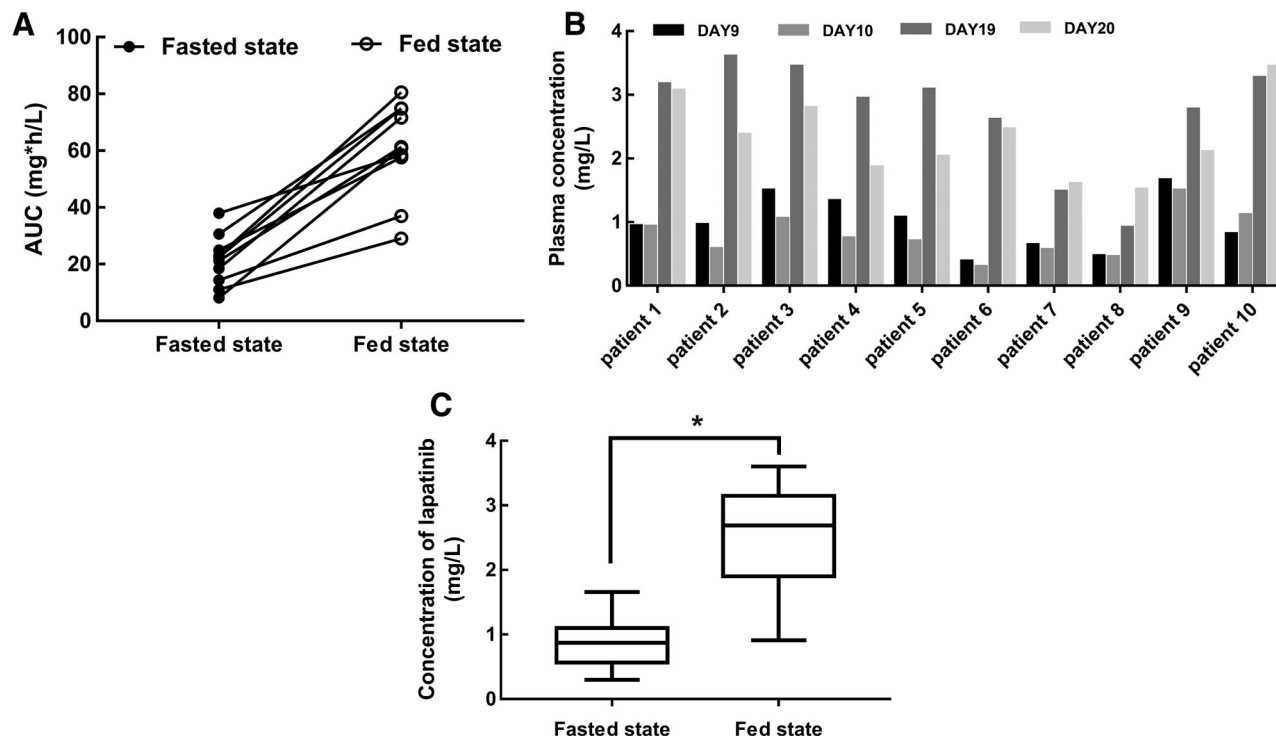 A
AUC (mg*h/L)
100
80
60
40
20
0
Fasted state
Fed state
Fasted state
Fed state
B
Plasma concentration
(mg/L)
4
3
2
1
0
DAY9
DAY10
DAY19
DAY20
patient 1
patient 2
patient 3
patient 4
patient 5
patient 6
patient 7
patient 8
patient 9
patient 10
C
Concentration of lapatinib
(mg/L)
4
3
2
1
0
*
Fasted state
Fed state